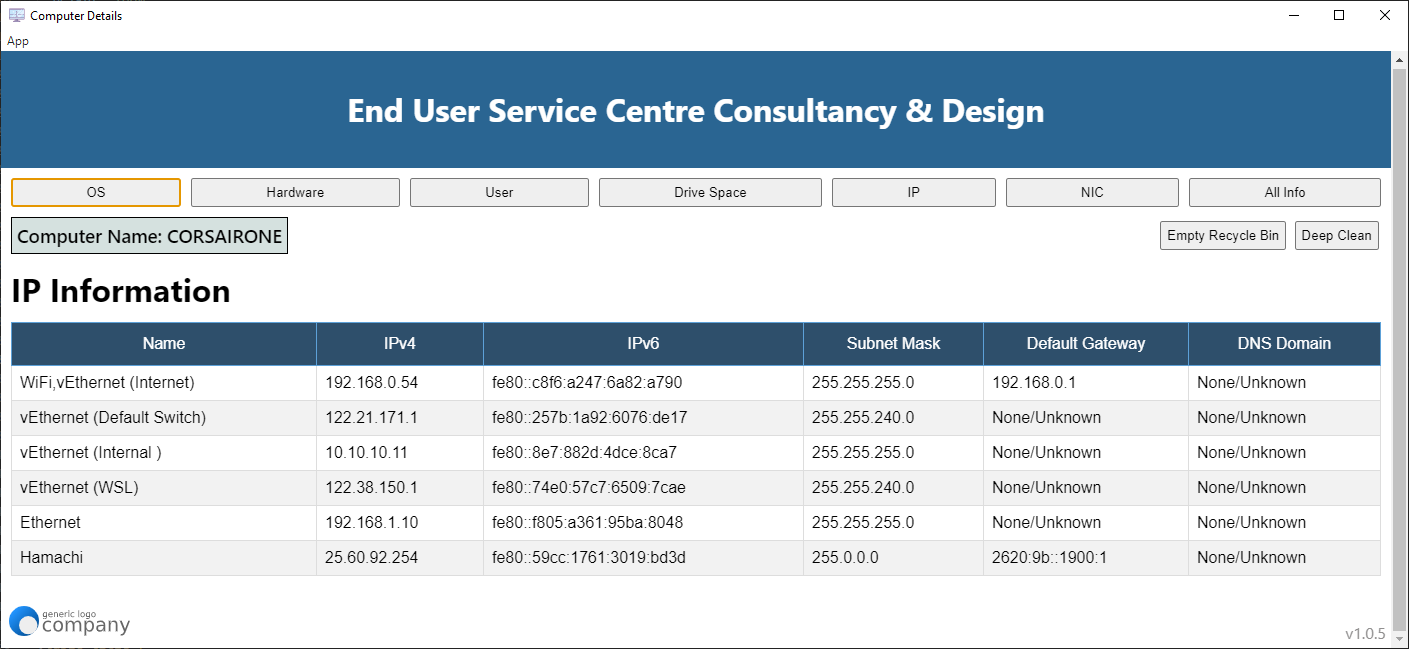 Computer Details
App
End User Service Centre Consultancy & Design
OS Hardware User Drive Space IP NIC All Info
Computer Name: CORSAIRONE Empty Recycle Bin Deep Clean
IP Information
Name IPv4 IPv6 Subnet Mask Default Gateway DNS Domain
WiFi,vEthernet (Internet) 192.168.0.54 fe80::c8f6:a247:6a82:a790 255.255.255.0 192.168.0.1 None/Unknown
vEthernet (Default Switch) 122.21.171.1 fe80::257b:1a92:6076:de17 255.255.240.0 None/Unknown None/Unknown
vEthernet (Internal ) 10.10.10.11 fe80::8e7:882d:4dce:8ca7 255.255.255.0 None/Unknown None/Unknown
vEthernet (WSL) 122.38.150.1 fe80::74e0:57c7:6509:7cae 255.255.240.0 None/Unknown None/Unknown
Ethernet 192.168.1.10 fe80::f805:a361:95ba:8048 255.255.255.0 None/Unknown None/Unknown
Hamachi 25.60.92.254 fe80::59cc:1761:3019:bd3d 255.0.0.0 2620:9b::1900:1 None/Unknown
generic logo
company
v1.0.5